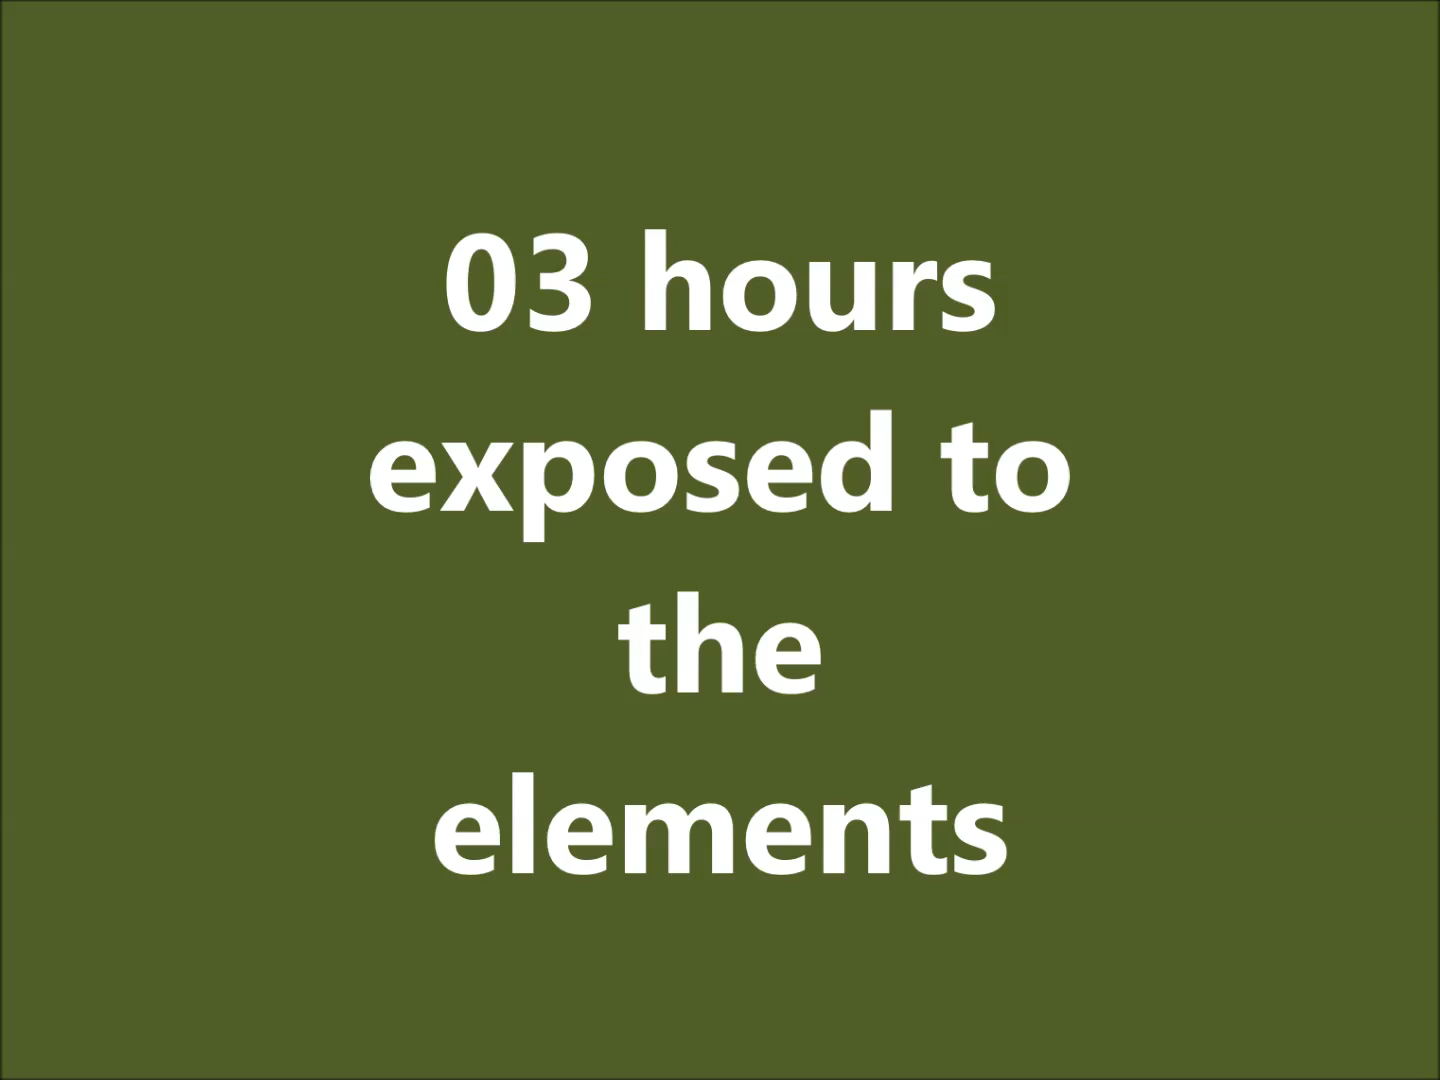 03 hours
exposed to
the
elements